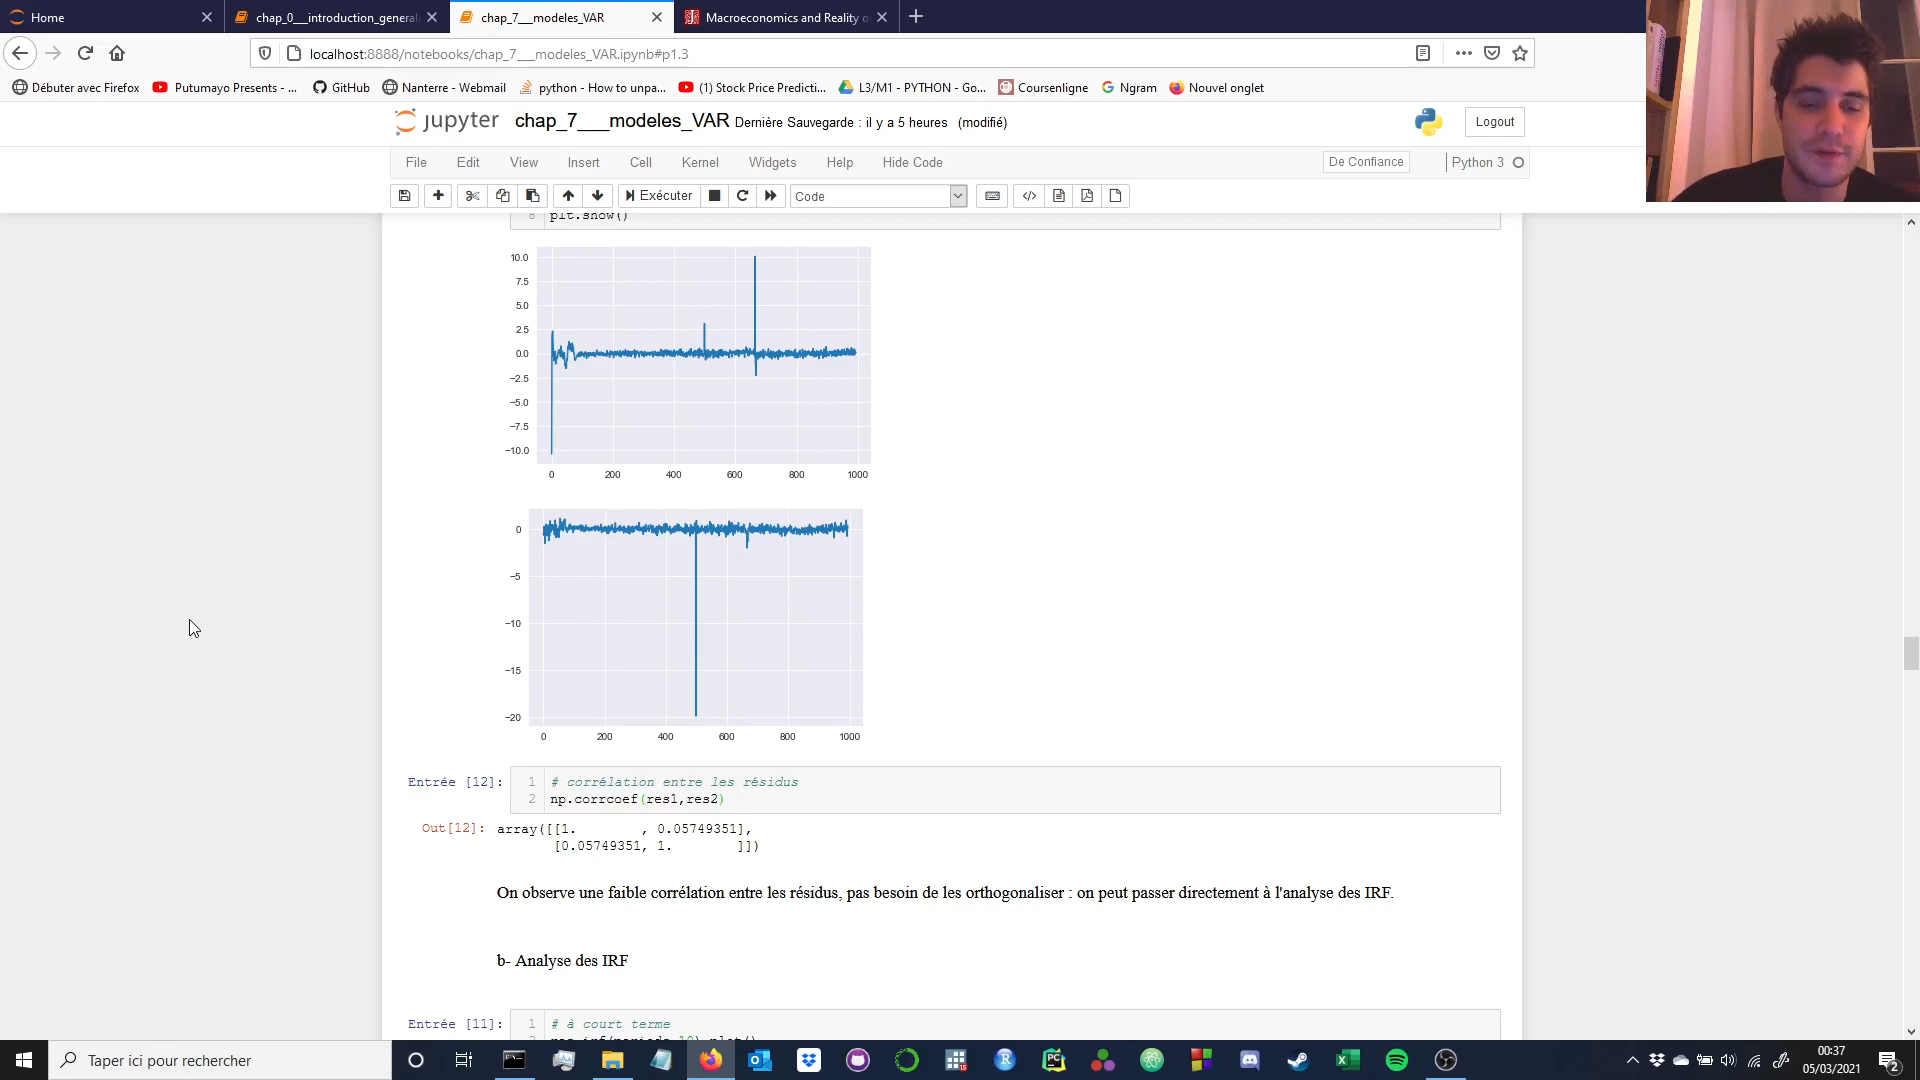 Home
chap_0__introduction_general
chap_7__modeles_VAR
Macroeconomics and Reality o
localhost:8888/notebooks/chap_7___modeles_VAR.ipynb#p1.3
Débuter avec Firefox
Putumayo Presents - ...
GitHub
Nanterre - Webmail
python - How to unpa...
(1) Stock Price Predicti...
L3/M1 - PYTHON - Go...
Coursenligne
Ngram
Nouvel onglet
jupyter chap_7___modeles_VAR Dernière Sauvegarde : il y a 5 heures (modifié)
Logout
File Edit View Insert Cell Kernel Widgets Help Hide Code
De Confiance
Python 3
Exécuter
Code
8 plt.show()
10.0
7.5
5.0
2.5
0.0
−2.5
−5.0
−7.5
−10.0
0 200 400 600 800 1000
0
−5
−10
−15
−20
0 200 400 600 800 1000
Entrée [12]:
1 # corrélation entre les résidus
2 np.corrcoef(res1,res2)
Out[12]: array([[1. , 0.05749351],
[0.05749351, 1. ]])
On observe une faible corrélation entre les résidus, pas besoin de les orthogonaliser : on peut passer directement à l'analyse des IRF.
b- Analyse des IRF
Entrée [11]:
1 # à court terme
Taper ici pour rechercher
00:37
05/03/2021
2